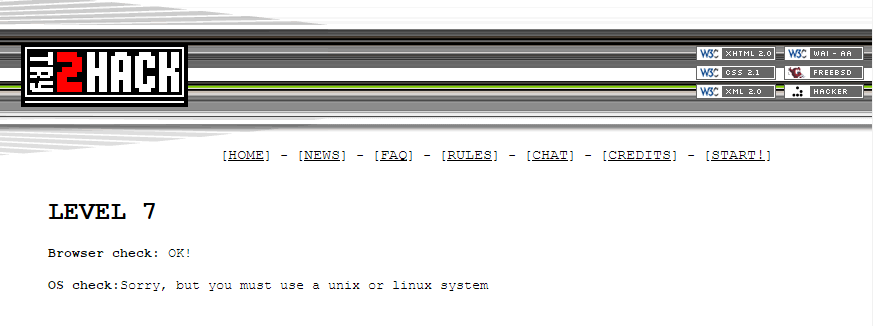 TRY 2HACK
W3C XHTML 2.0 W3C WAI - AA
W3C CSS 2.1 FREEBSD
W3C XML 2.0 HACKER
[HOME] - [NEWS] - [FAQ] - [RULES] - [CHAT] - [CREDITS] - [START!]
LEVEL 7
Browser check: OK!
OS check:Sorry, but you must use a unix or linux system